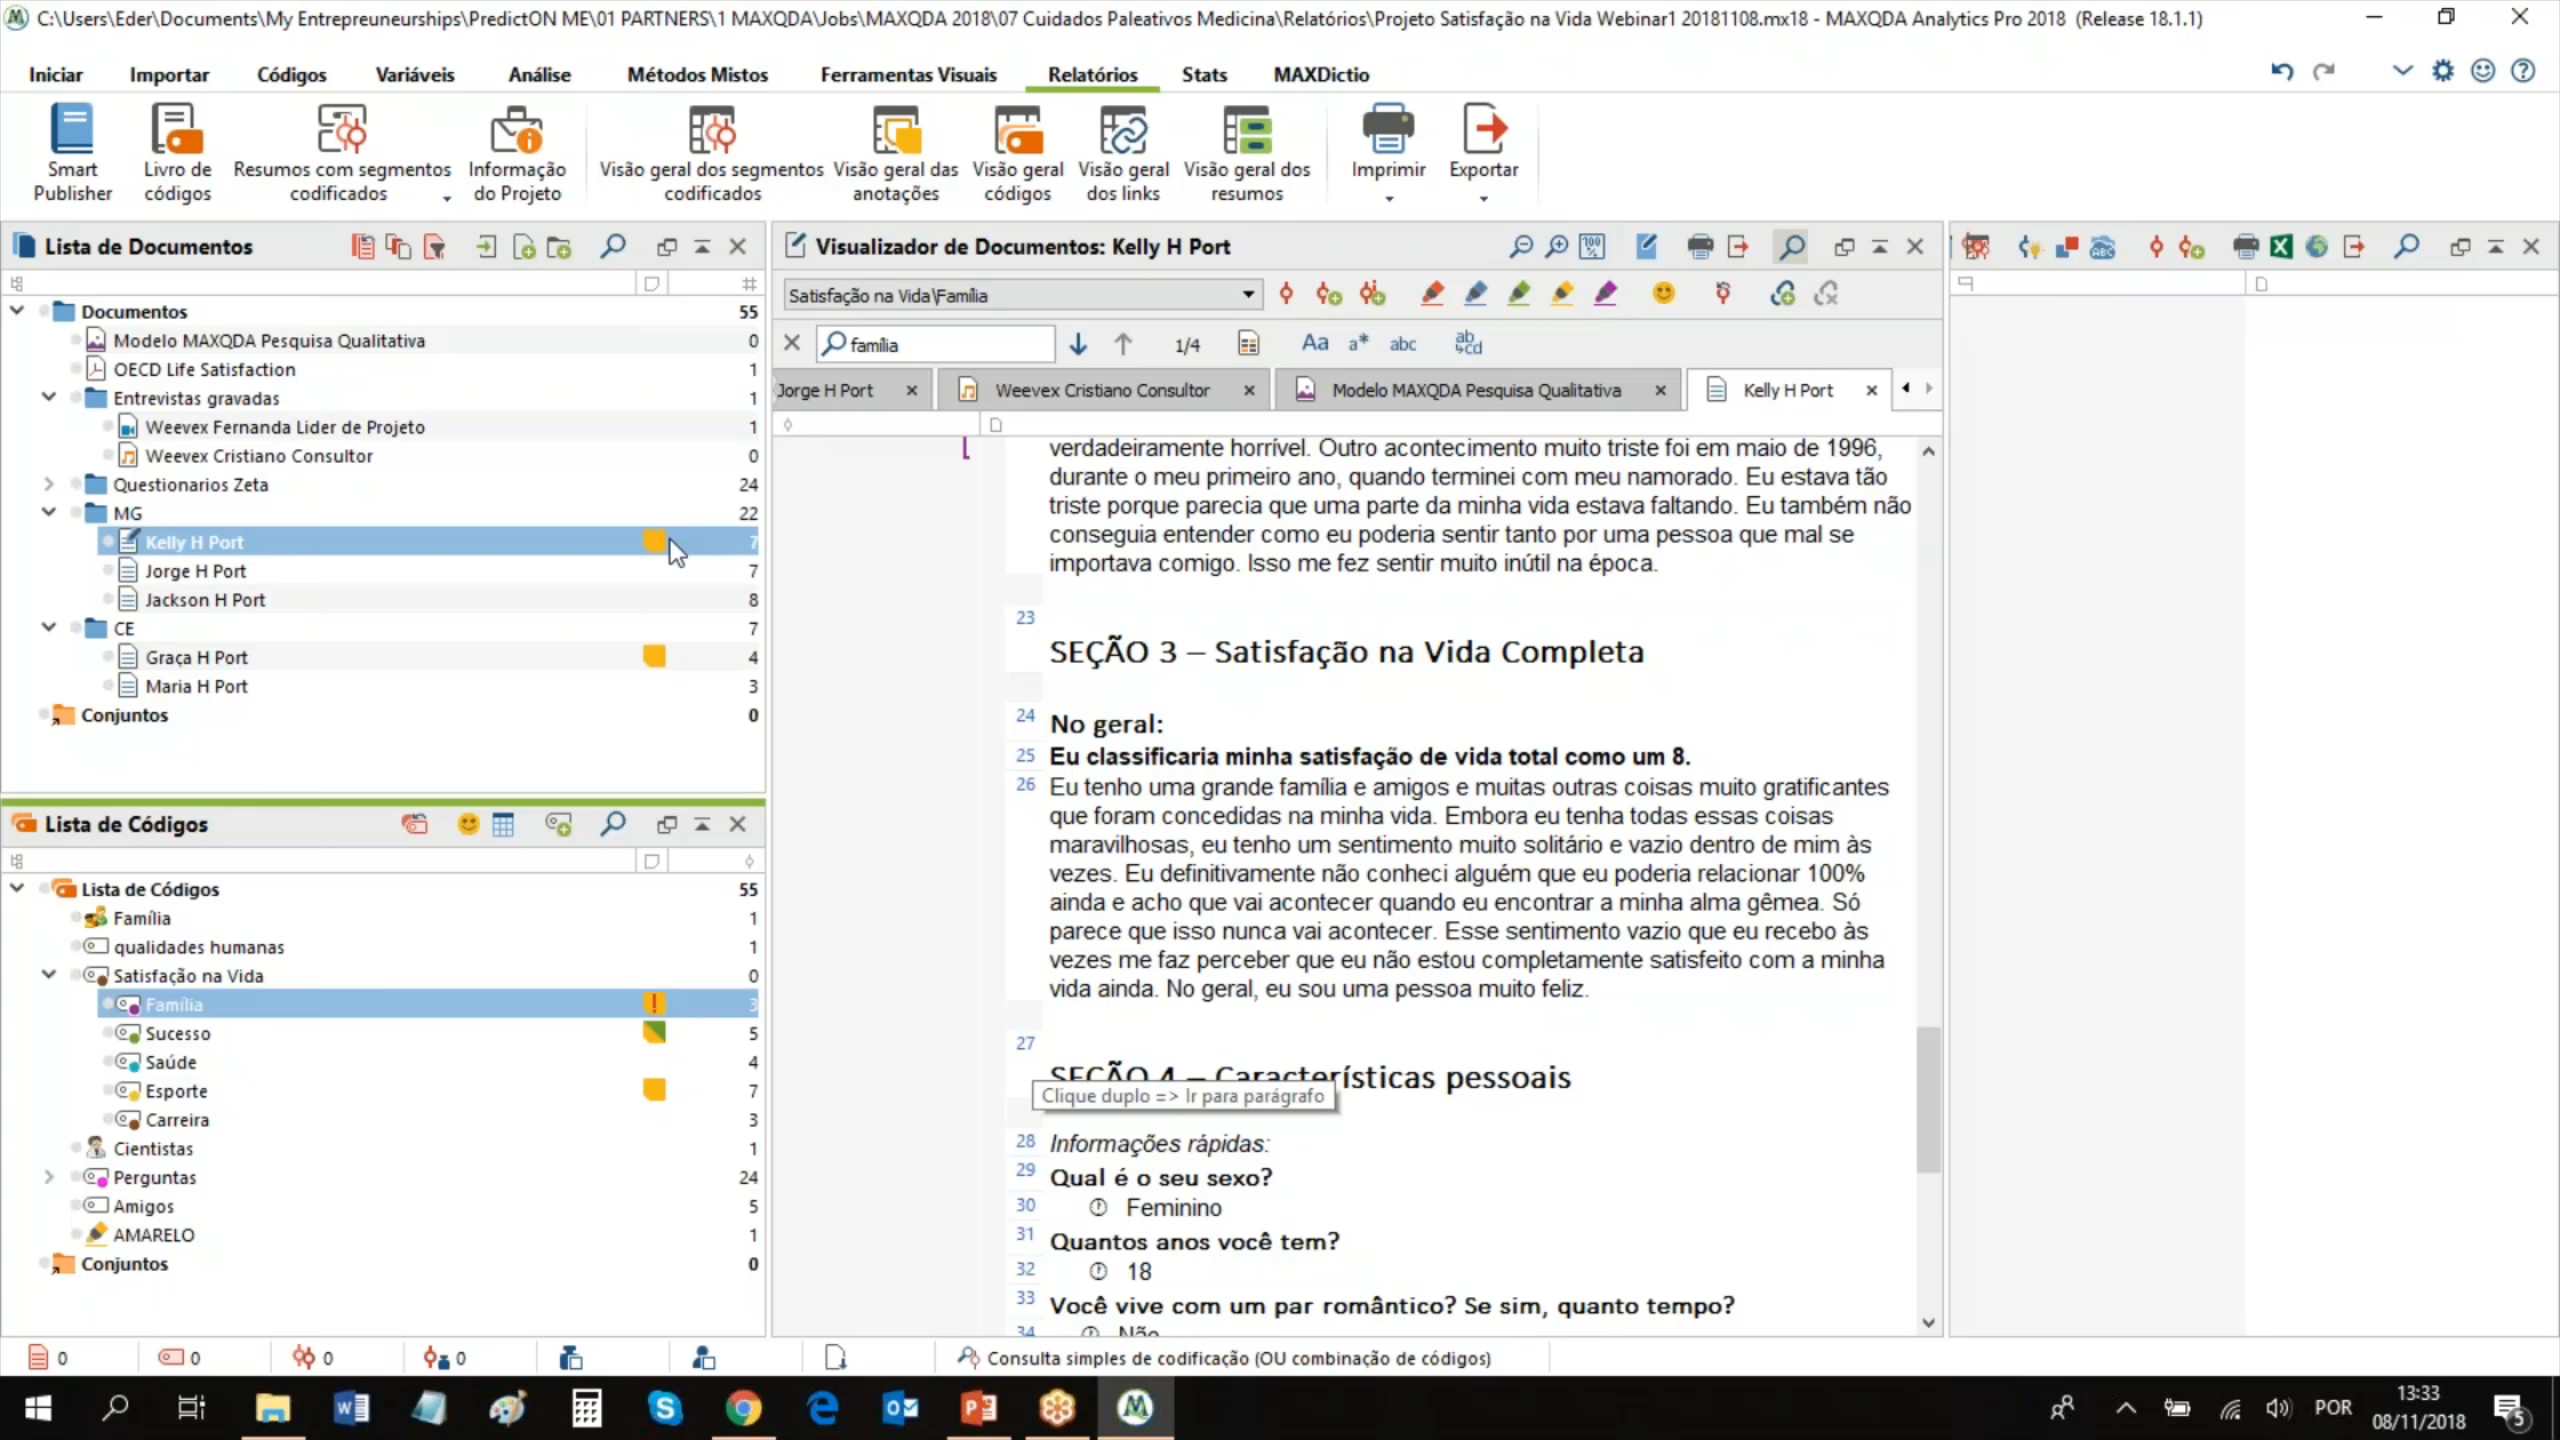 C:\Users\Eder\Documents\My Entrepreuneurships\PredictON ME\01 PARTNERS\1 MAXQDA\Jobs\MAXQDA 2018\07 Cuidados Paleativos Medicina\Relatórios\Projeto Satisfação na Vida Webinar1 20181108.mx18 - MAXQDA Analytics Pro 2018 (Release 18.1.1)
Iniciar Importar Códigos Variáveis Análise Métodos Mistos Ferramentas Visuais Relatórios Stats MAXDictio
Smart Publisher
Livro de códigos
Resumos com segmentos codificados
Informação do Projeto
Visão geral dos segmentos codificados
Visão geral das anotações
Visão geral códigos
Visão geral dos links
Visão geral dos resumos
Imprimir
Exportar
Lista de Documentos
Documentos 55
Modelo MAXQDA Pesquisa Qualitativa 0
OECD Life Satisfaction 1
Entrevistas gravadas 1
Weevex Fernanda Lider de Projeto 1
Weevex Cristiano Consultor 0
Questionarios Zeta 24
MG 22
Kelly H Port 7
Jorge H Port 7
Jackson H Port 8
CE 7
Graça H Port 4
Maria H Port 3
Conjuntos 0
Lista de Códigos
Lista de Códigos 55
Família 1
qualidades humanas 1
Satisfação na Vida 0
Família 3
Sucesso 5
Saúde 4
Esporte 7
Carreira 3
Cientistas 1
Perguntas 24
Amigos 5
AMARELO 1
Conjuntos 0
Visualizador de Documentos: Kelly H Port
Satisfação na Vida\Família
família 1/4 Aa a* abc ab cd
Jorge H Port Weevex Cristiano Consultor Modelo MAXQDA Pesquisa Qualitativa Kelly H Port
verdadeiramente horrível. Outro acontecimento muito triste foi em maio de 1996,
durante o meu primeiro ano, quando terminei com meu namorado. Eu estava tão
triste porque parecia que uma parte da minha vida estava faltando. Eu também não
conseguia entender como eu poderia sentir tanto por uma pessoa que mal se
importava comigo. Isso me fez sentir muito inútil na época.
23
SEÇÃO 3 – Satisfação na Vida Completa
24 No geral:
25 Eu classificaria minha satisfação de vida total como um 8.
26 Eu tenho uma grande família e amigos e muitas outras coisas muito gratificantes
que foram concedidas na minha vida. Embora eu tenha todas essas coisas
maravilhosas, eu tenho um sentimento muito solitário e vazio dentro de mim às
vezes. Eu definitivamente não conheci alguém que eu poderia relacionar 100%
ainda e acho que vai acontecer quando eu encontrar a minha alma gêmea. Só
parece que isso nunca vai acontecer. Esse sentimento vazio que eu recebo às
vezes me faz perceber que eu não estou completamente satisfeito com a minha
vida ainda. No geral, eu sou uma pessoa muito feliz.
27
SEÇÃO 4 – Características pessoais
Clique duplo => Ir para parágrafo
28 Informações rápidas:
29 Qual é o seu sexo?
30 Feminino
31 Quantos anos você tem?
32 18
33 Você vive com um par romântico? Se sim, quanto tempo?
34 Não
0 0 0 0 Consulta simples de codificação (OU combinação de códigos)
POR 13:33
08/11/2018 5